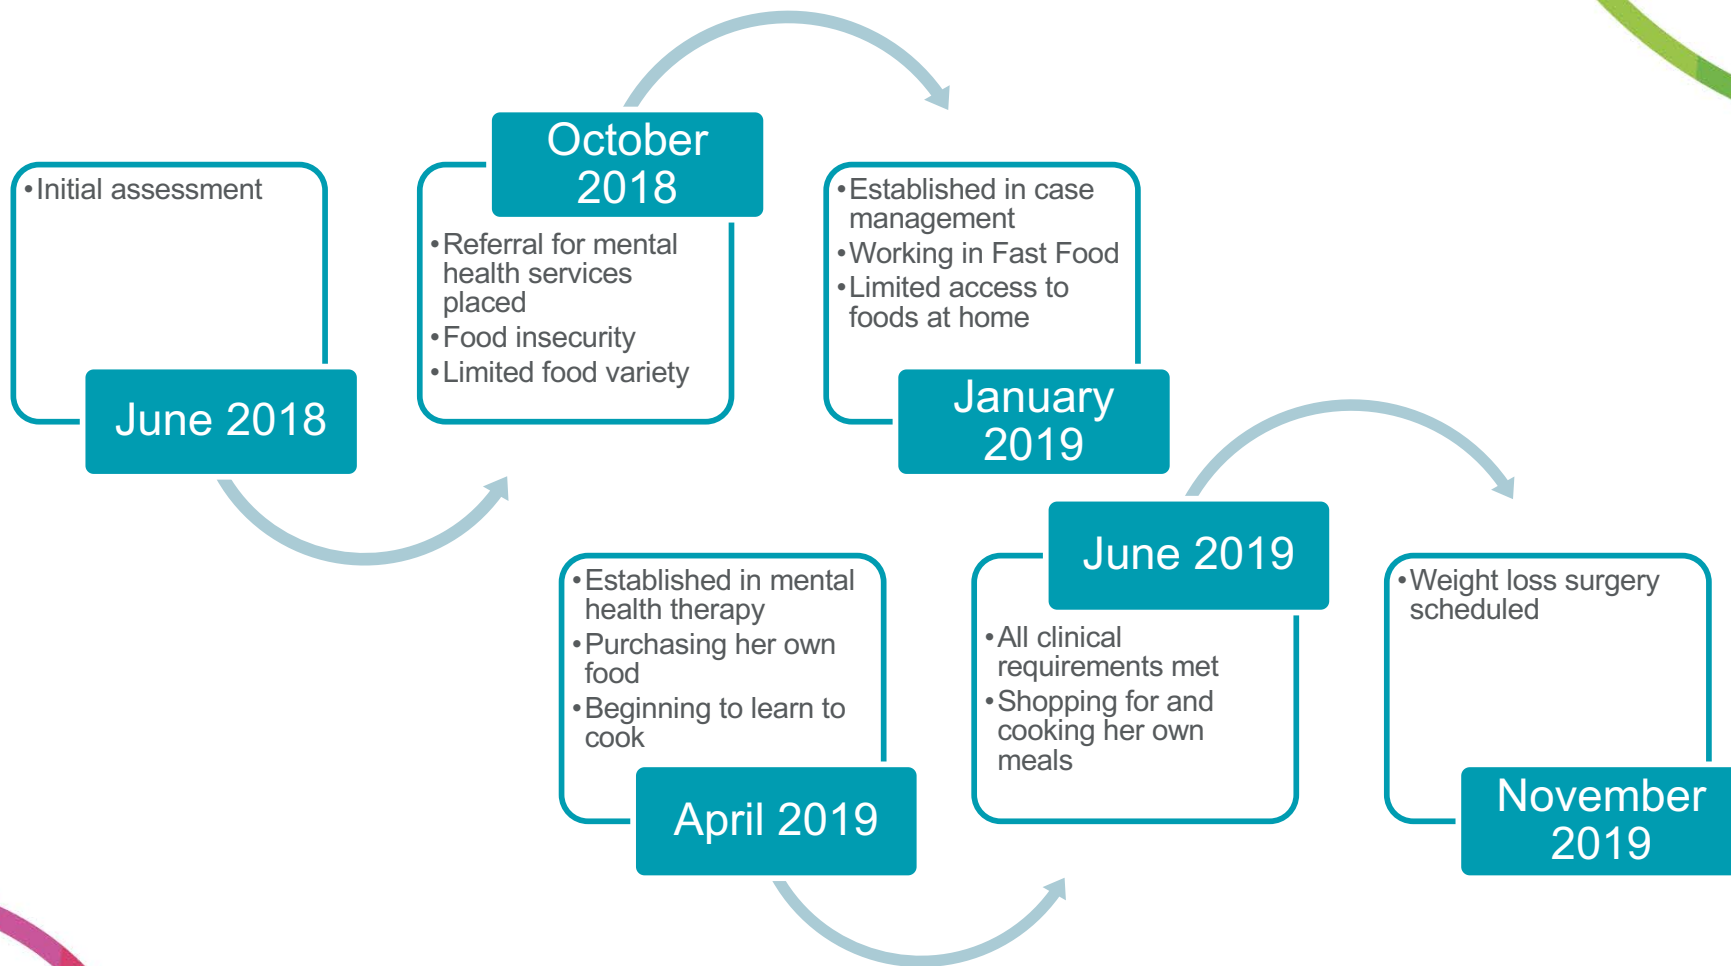 •Initial assessment
June 2018
October
2018
•Referral for mental
health services
placed
•Food insecurity
•Limited food variety
•Established in case
management
•Working in Fast Food
•Limited access to
foods at home
January
2019
•Established in mental
health therapy
•Purchasing her own
food
•Beginning to learn to
cook
April 2019
June 2019
•All clinical
requirements met
•Shopping for and
cooking her own
meals
•Weight loss surgery
scheduled
November
2019